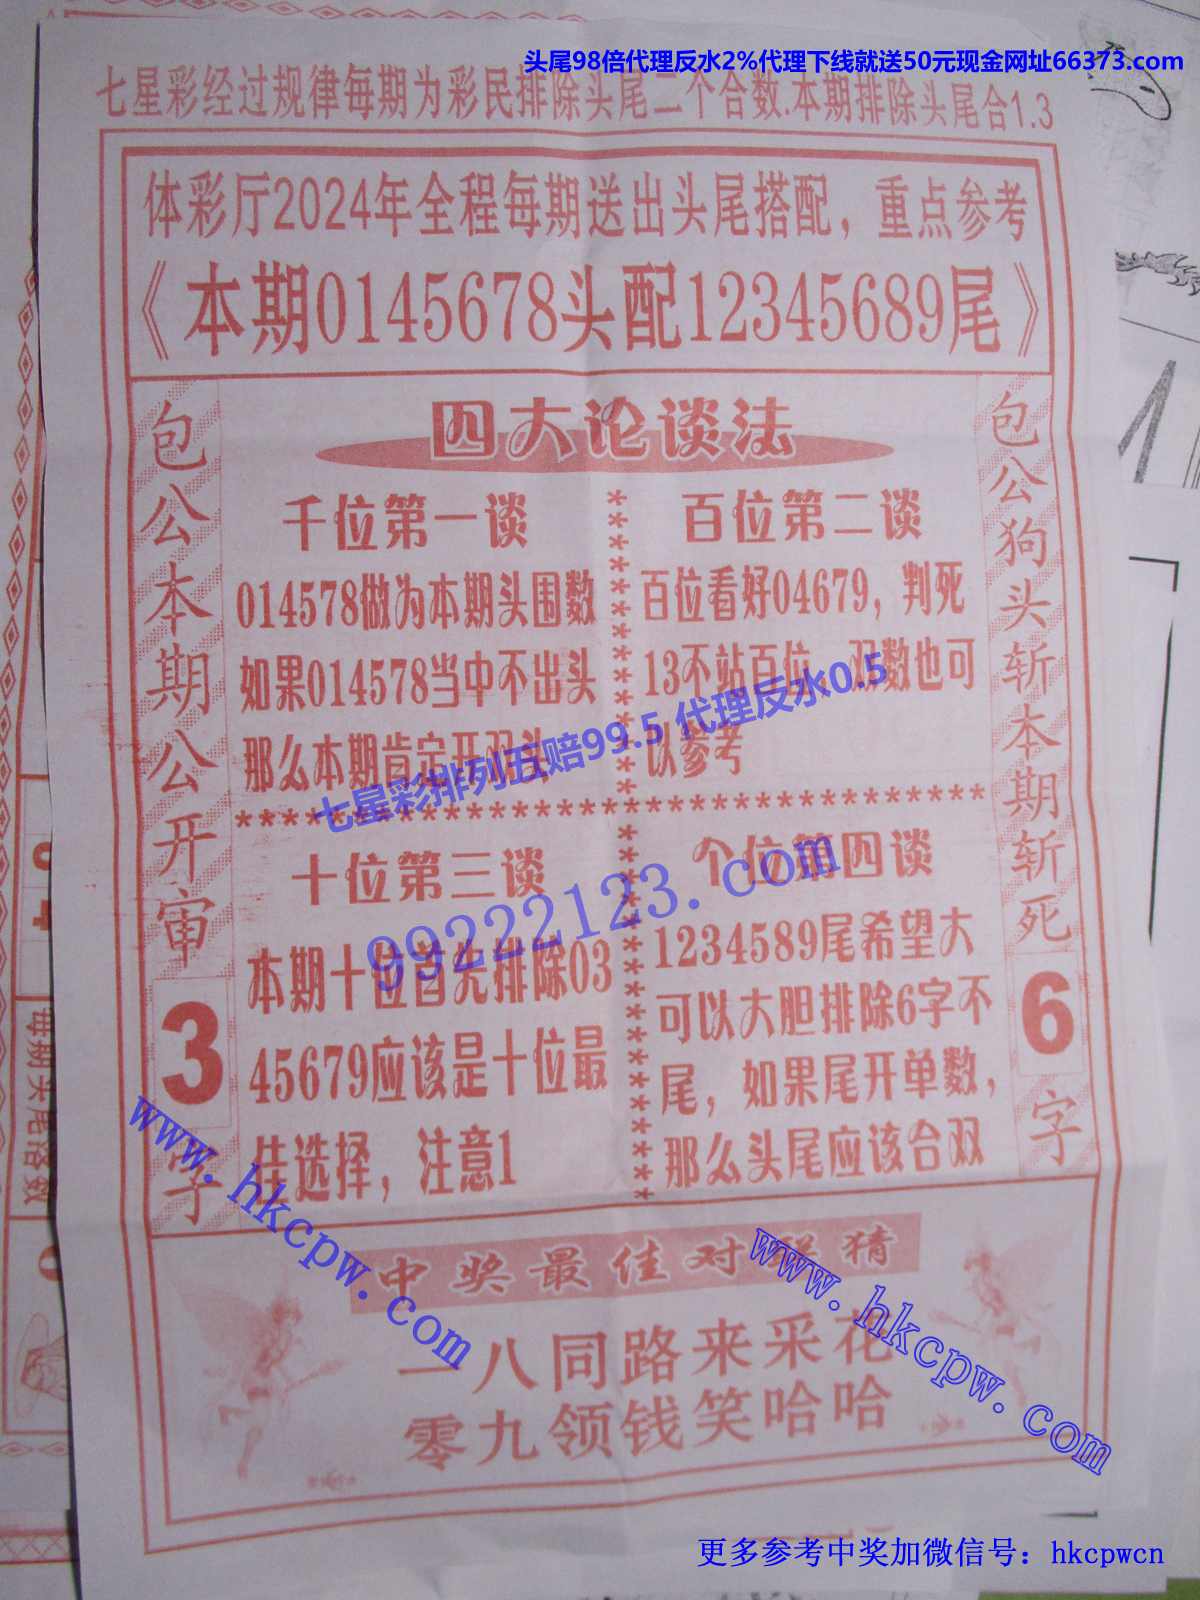 头尾98倍代理反水2%代理下线就送50元现金网址66373.com
七星彩经过规律每期为彩民排除头尾二个合数.本期排除头尾合1.3
体彩厅2024年全程每期送出头尾搭配，重点参考
《本期0145678头配12345689尾》
包公本期公开审3字
四大论谈法
千位第一谈
014578做为本期头围数
如果014578当中不出头
那么本期肯定开双头
百位第二谈
百位看好04679，判死
13不站百位，双数也可
以参考
七星彩排列五赔99.5 代理反水0.5
********************************
十位第三谈
本期十位首先排除03
45679应该是十位最
佳选择，注意1
个位第四谈
1234589尾希望大
可以大胆排除6字不
尾，如果尾开单数，
那么头尾应该合双
99222123.com
包公狗头斩本期斩死6字
www.hkcpw.com
www.hkcpw.com
中奖最佳对联猜
一八同路来采花
零九领钱笑哈哈
每期头尾洛数
更多参考中奖加微信号：hkcpwcn